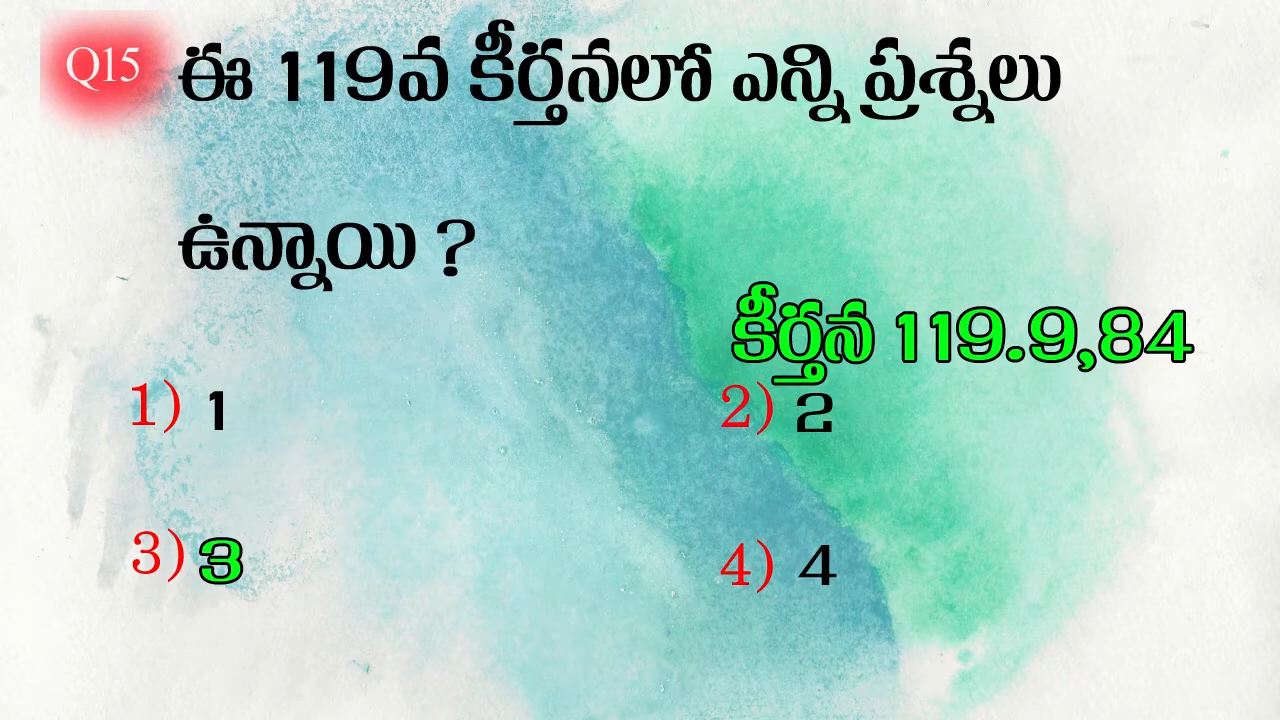 Q15 ఈ 119వ కీర్తనలో ఎన్ని ప్రశ్నలు
ఉన్నాయి ?
కీర్తన 119.9,84
1) 1
2) 2
3) 3
4) 4